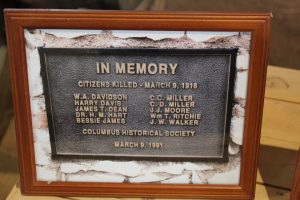 IN MEMORY
CITIZENS KILLED - MARCH 9, 1916
W.A. DAVIDSON C.C. MILLER
HARRY DAVIS C.D. MILLER
JAMES T. DEAN J.J. MOORE
DR. H.M. HART Wm T. RITCHIE
BESSIE JAMES J.W. WALKER
COLUMBUS HISTORICAL SOCIETY
MARCH 9, 1991